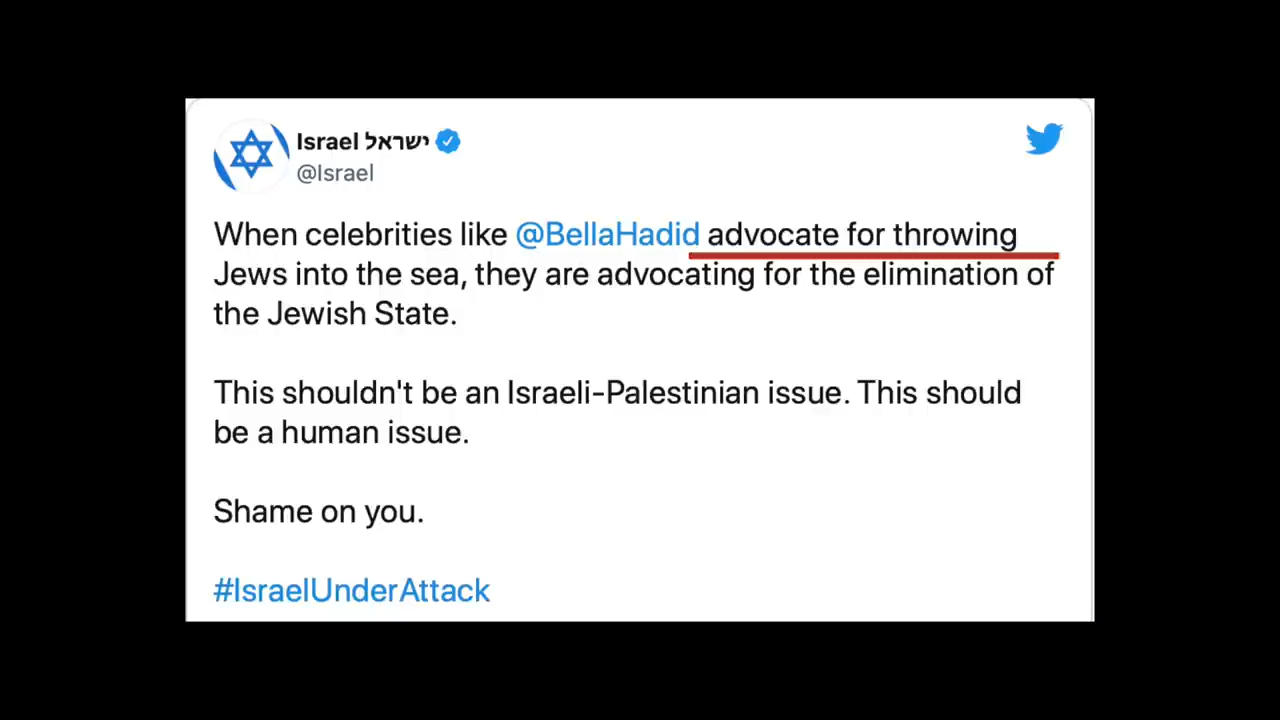 Israel ישראל
@Israel
When celebrities like @BellaHadid advocate for throwing
Jews into the sea, they are advocating for the elimination of
the Jewish State.
This shouldn't be an Israeli-Palestinian issue. This should
be a human issue.
Shame on you.
#IsraelUnderAttack